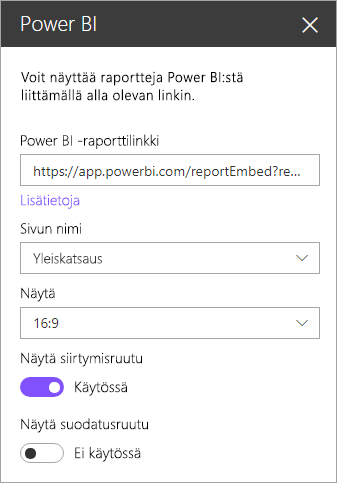 Power BI
Voit näyttää raportteja Power BI:stä
liittämällä alla olevan linkin.
Power BI -raporttilinkki
https://app.powerbi.com/reportEmbed?re...
Lisätietoja
Sivun nimi
Yleiskatsaus
Näytä
16:9
Näytä siirtymisruutu
Käytössä
Näytä suodatusruutu
Ei käytössä